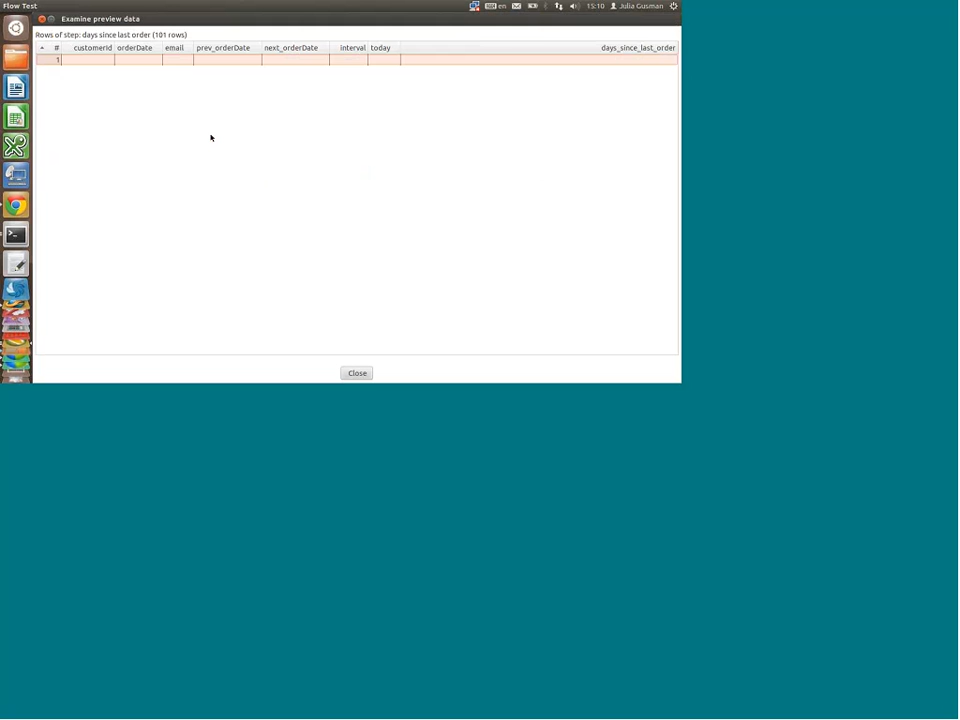 Flow Test
en
15:10 Julia Gusman
Examine preview data
Rows of step: days since last order (101 rows)
# customerId orderDate email prev_orderDate next_orderDate interval today days_since_last_order
1
Close